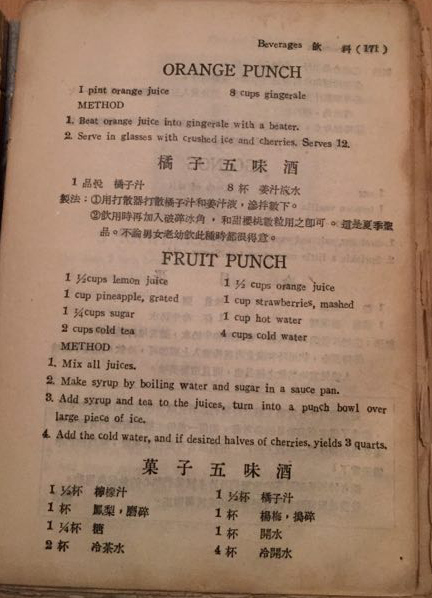 Beverages 飲 料 (171)
ORANGE PUNCH
1 pint orange juice 8 cups gingerale
METHOD
1. Beat orange juice into gingerale with a beater.
2. Serve in glasses with crushed ice and cherries. Serves 12.
橘子五味酒
1 品脫 橘子汁 8 杯 姜汁汽水
製法：①用打散器打散橘子汁和姜汁液，滲拌數下。
②飲用時再加入破碎冰角，和甜櫻桃數粒用之卽可。這是夏季聖
品。不論男女老幼飲此種時都很得意。
FRUIT PUNCH
1 ½cups lemon juice 1 ½ cups orange juice
1 cup pineapple, grated 1 cup strawberries, mashed
1 ¼cups sugar 1 cup hot water
2 cups cold tea 4 cups cold water
METHOD
1. Mix all juices.
2. Make syrup by boiling water and sugar in a sauce pan.
3. Add syrup and tea to the juices, turn into a punch bowl over
large piece of ice.
4. Add the cold water, and if desired halves of cherries, yields 3 quarts.
菓子五味酒
1 ½杯 檸檬汁 1 ½杯 橘子汁
1 杯 鳳梨，磨碎 1 杯 楊梅，搗碎
1 ¼杯 糖 1 杯 開水
2 杯 冷茶水 4 杯 冷開水